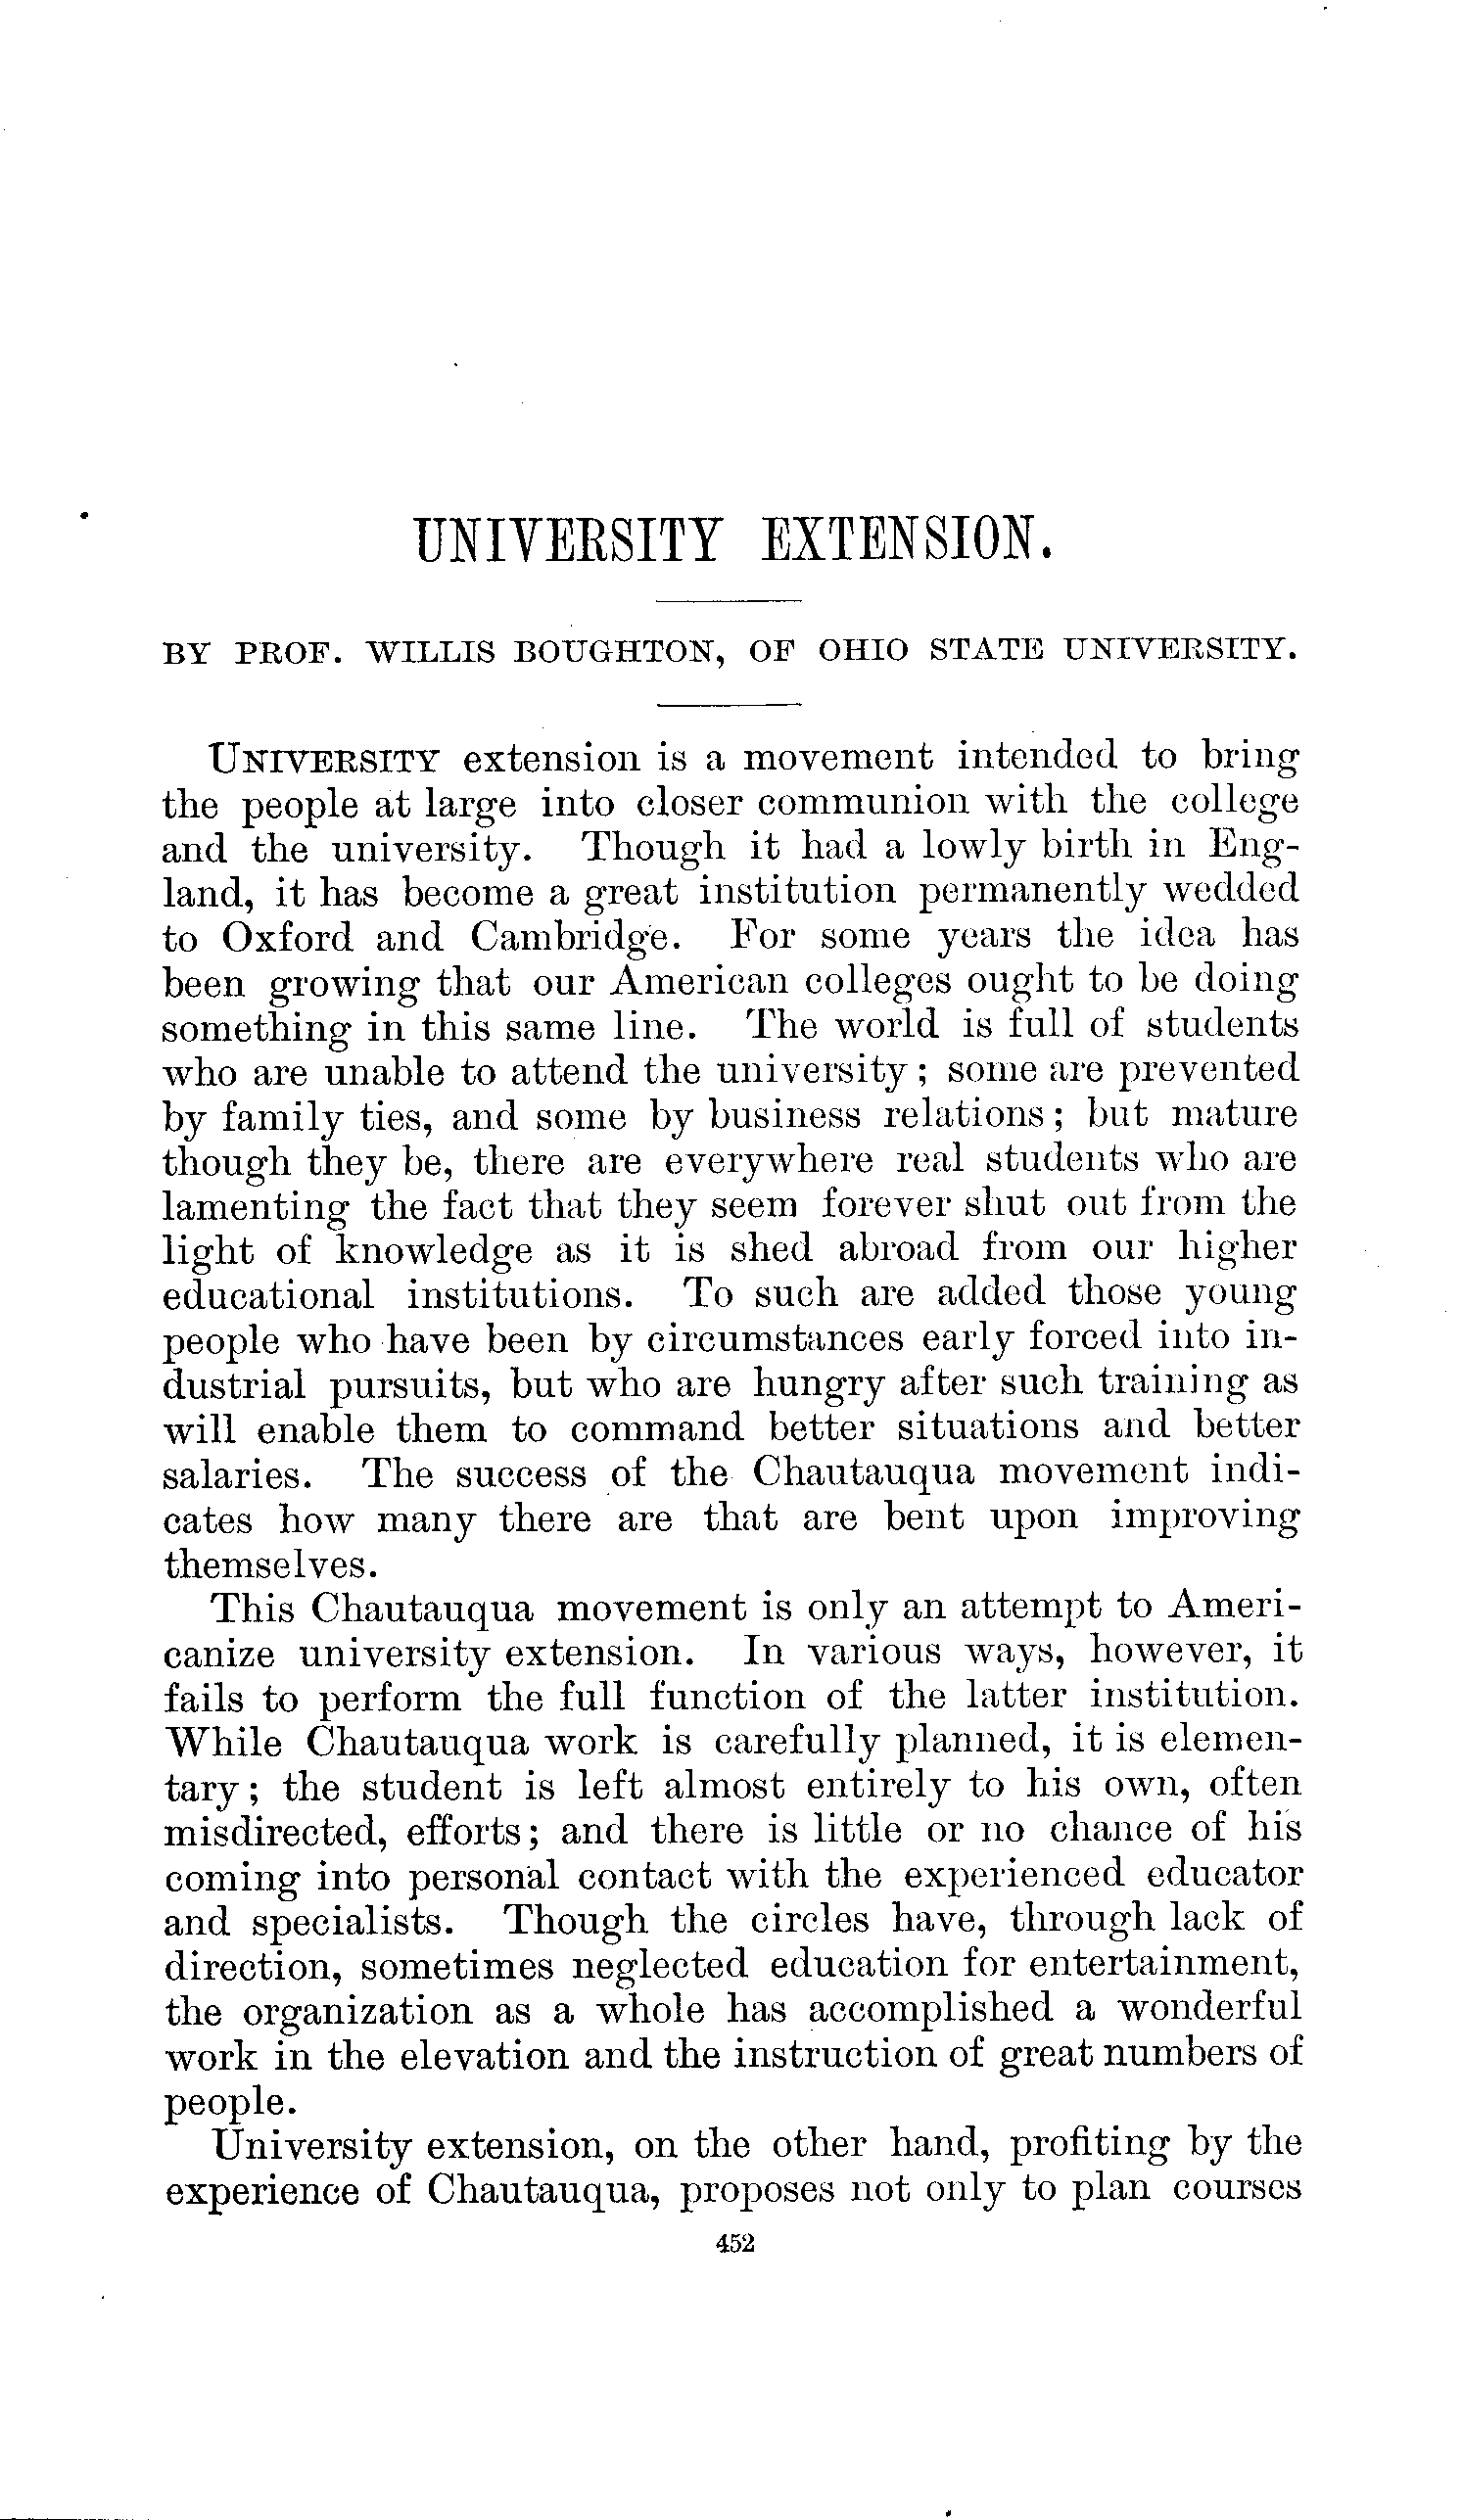 UNIVERSITY EXTENSION.
BY PROF. WILLIS BOUGHTON, OF OHIO STATE UNIVERSITY.
UNIVERSITY extension is a movement intended to bring
the people at large into closer communion with the college
and the university. Though it had a lowly birth in Eng-
land, it has become a great institution permanently wedded
to Oxford and Cambridge. For some years the idea has
been growing that our American colleges ought to be doing
something in this same line. The world is full of students
who are unable to attend the university; some are prevented
by family ties, and some by business relations; but mature
though they be, there are everywhere real students who are
lamenting the fact that they seem forever shut out from the
light of knowledge as it is shed abroad from our higher
educational institutions. To such are added those young
people who have been by circumstances early forced into in-
dustrial pursuits, but who are hungry after such training as
will enable them to command better situations and better
salaries. The success of the Chautauqua movement indi-
cates how many there are that are bent upon improving
themselves.
This Chautauqua movement is only an attempt to Ameri-
canize university extension. In various ways, however, it
fails to perform the full function of the latter institution.
While Chautauqua work is carefully planned, it is elemen-
tary; the student is left almost entirely to his own, often
misdirected, efforts; and there is little or no chance of his
coming into personal contact with the experienced educator
and specialists. Though the circles have, through lack of
direction, sometimes neglected education for entertainment,
the organization as a whole has accomplished a wonderful
work in the elevation and the instruction of great numbers of
people.
University extension, on the other hand, profiting by the
experience of Chautauqua, proposes not only to plan courses
452